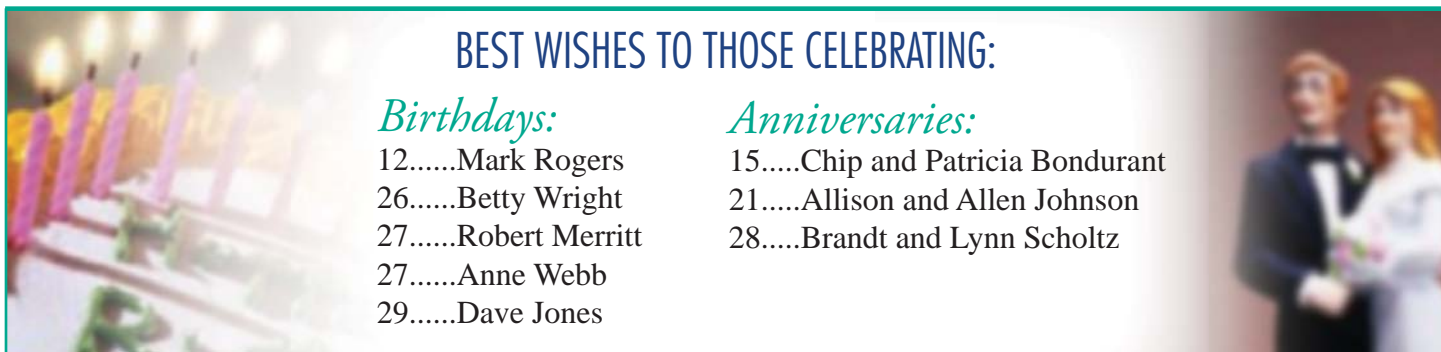 BEST WISHES TO THOSE CELEBRATING:
Birthdays:
12......Mark Rogers
26......Betty Wright
27......Robert Merritt
27......Anne Webb
29......Dave Jones
Anniversaries:
15.....Chip and Patricia Bondurant
21.....Allison and Allen Johnson
28.....Brandt and Lynn Scholtz